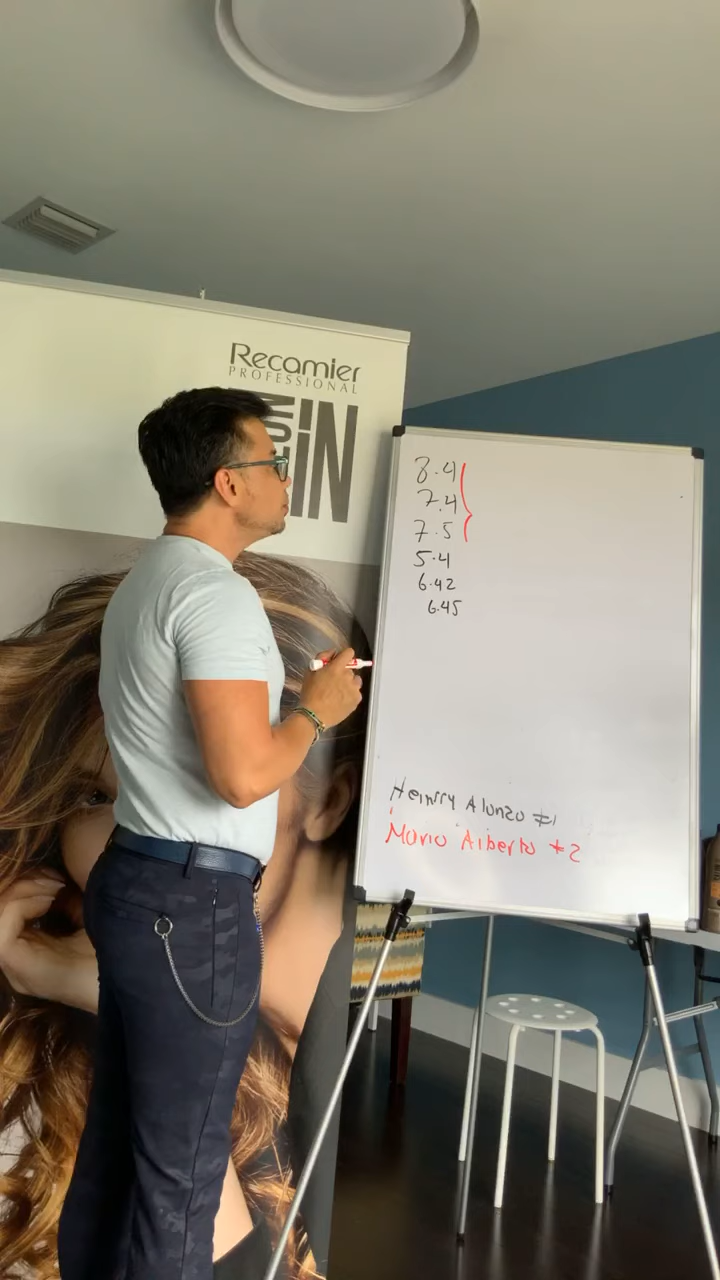 Recamier
PROFESSIONAL
IN
8.4
7.4
7.5
5.4
6.42
6.45
Heinrry Alonzo #1
Mario Alberto #2